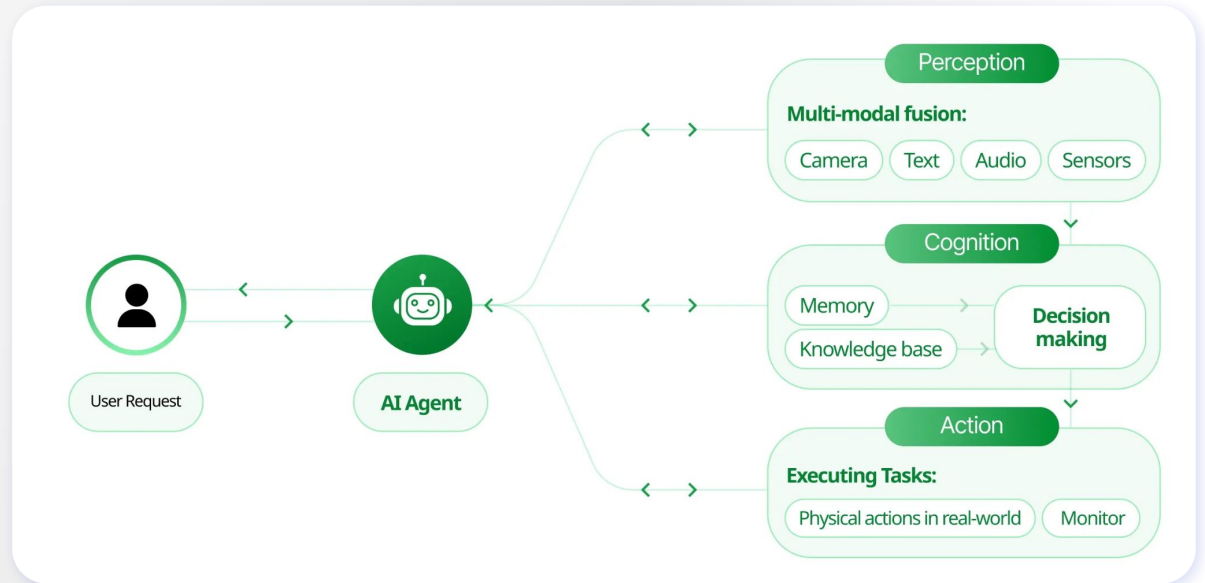 Perception
Multi-modal fusion:
Camera Text Audio Sensors
Cognition
Memory
Knowledge base
Decision
making
User Request
AI Agent
Action
Executing Tasks:
Physical actions in real-world Monitor